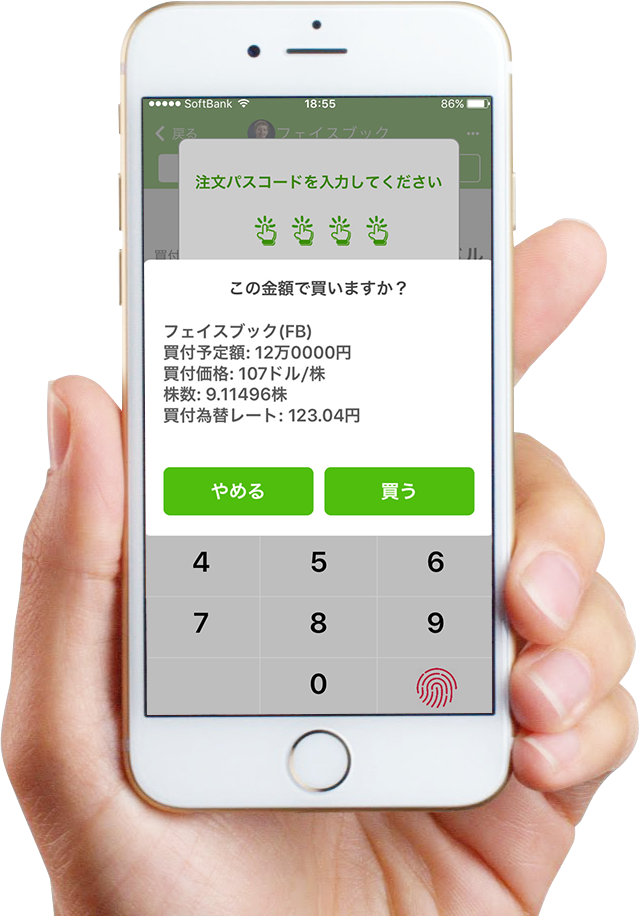 SoftBank 18:55 86%
戻る フェイスブック
注文パスコードを入力してください
買付 ドル
この金額で買いますか？
フェイスブック(FB)
買付予定額: 12万0000円
買付価格: 107ドル/株
株数: 9.11496株
買付為替レート: 123.04円
やめる 買う
4 5 6
7 8 9
0